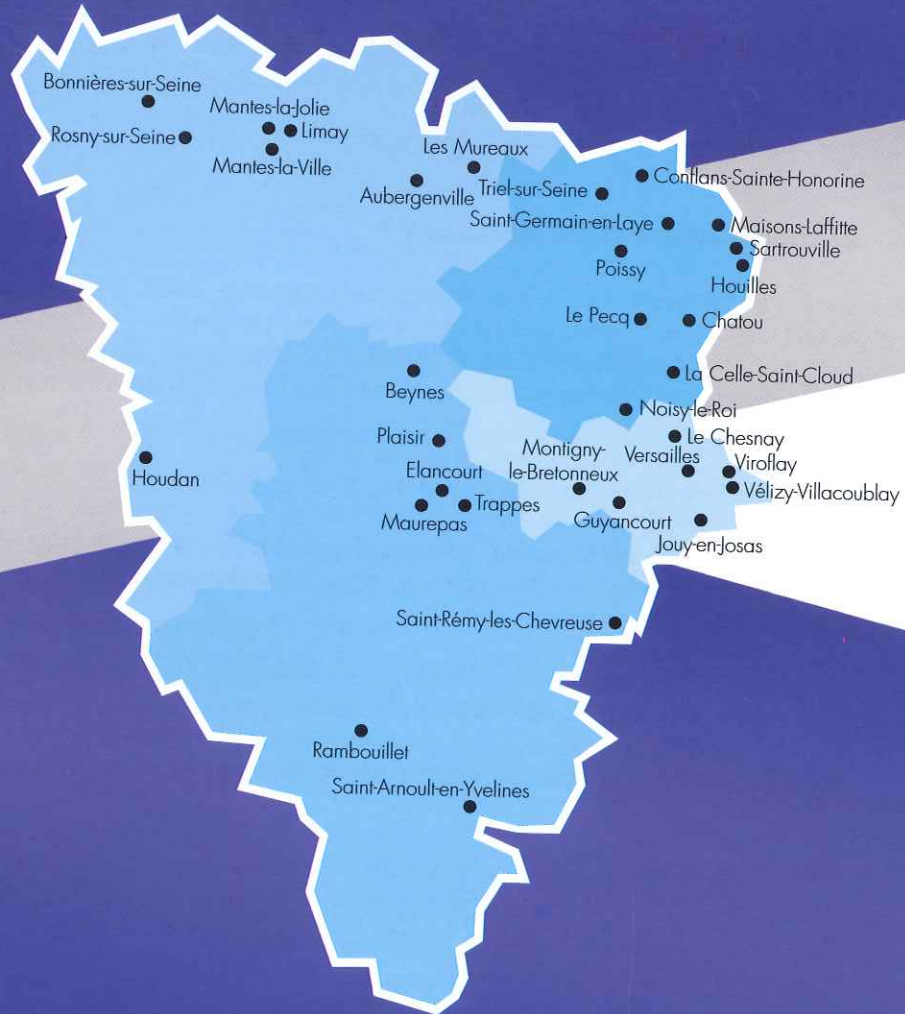 Bonnières-sur-Seine
Mantes-la-Jolie
Rosny-sur-Seine
Limay
Mantes-la-Ville
Les Mureaux
Aubergenville
Triel-sur-Seine
Conflans-Sainte-Honorine
Saint-Germain-en-Laye
Maisons-Laffitte
Sartrouville
Poissy
Houilles
Le Pecq
Chatou
La Celle-Saint-Cloud
Beynes
Noisy-le-Roi
Plaisir
Le Chesnay
Montigny-
le-Bretonneux
Versailles
Viroflay
Houdan
Elancourt
Vélizy-Villacoublay
Maurepas
Trappes
Guyancourt
Jouy-en-Josas
Saint-Rémy-les-Chevreuse
Rambouillet
Saint-Arnoult-en-Yvelines